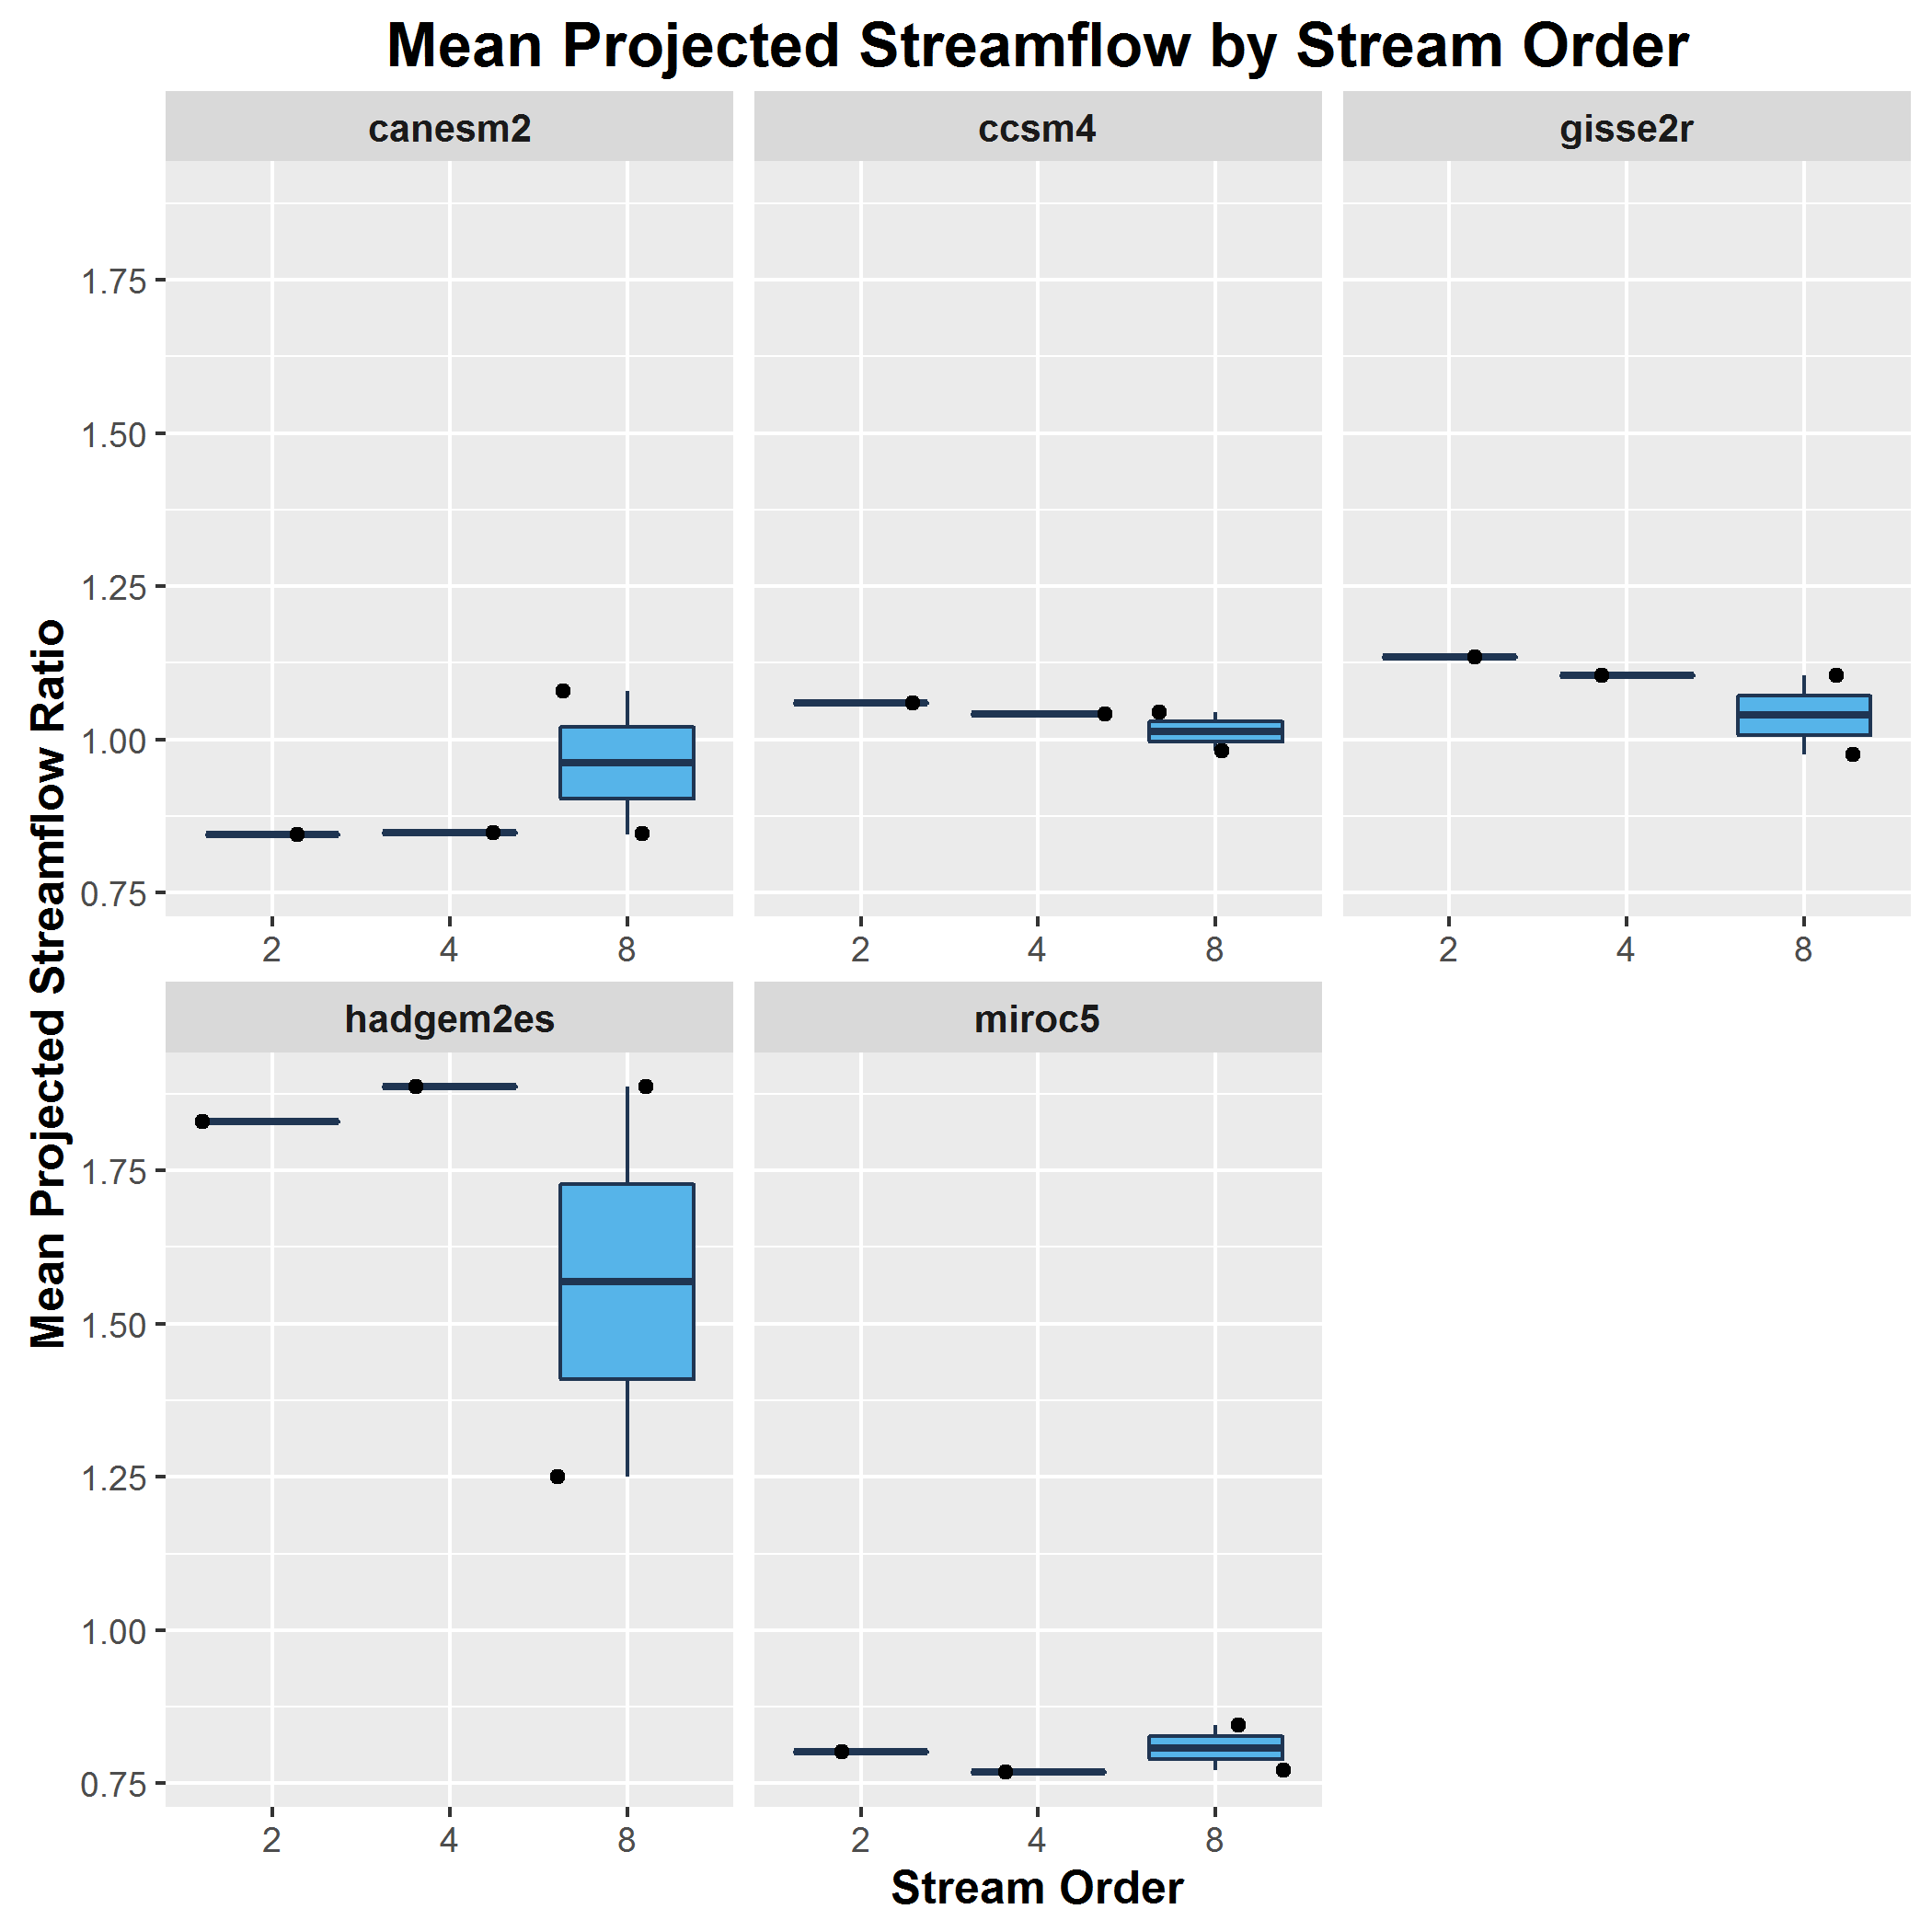 Mean Projected Streamflow by Stream Order
canesm2
ccsm4
gisse2r
1.75
1.50
1.25
1.00
0.75
2 4 8
2 4 8
2 4 8
Mean Projected Streamflow Ratio
hadgem2es
miroc5
1.75
1.50
1.25
1.00
0.75
2 4 8
2 4 8
Stream Order